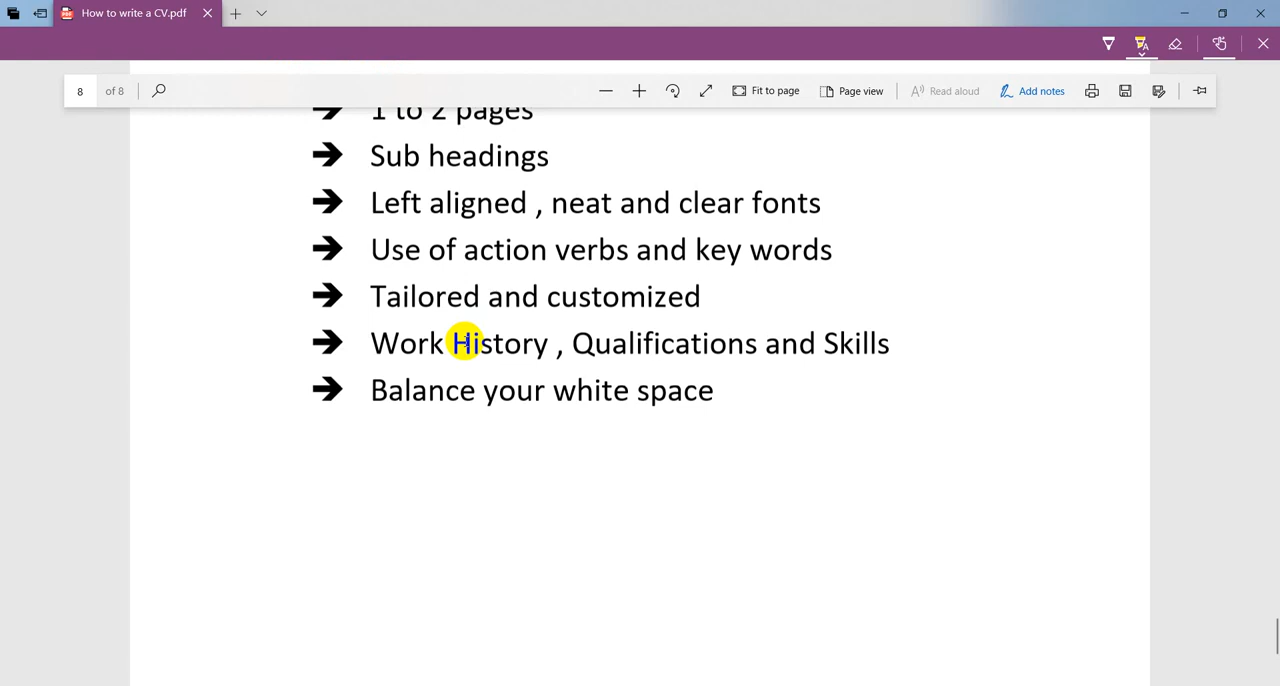 How to write a CV.pdf
8 of 8 Fit to page Page view A Read aloud Add notes
➔ 1 to 2 pages
➔ Sub headings
➔ Left aligned , neat and clear fonts
➔ Use of action verbs and key words
➔ Tailored and customized
➔ Work History , Qualifications and Skills
➔ Balance your white space